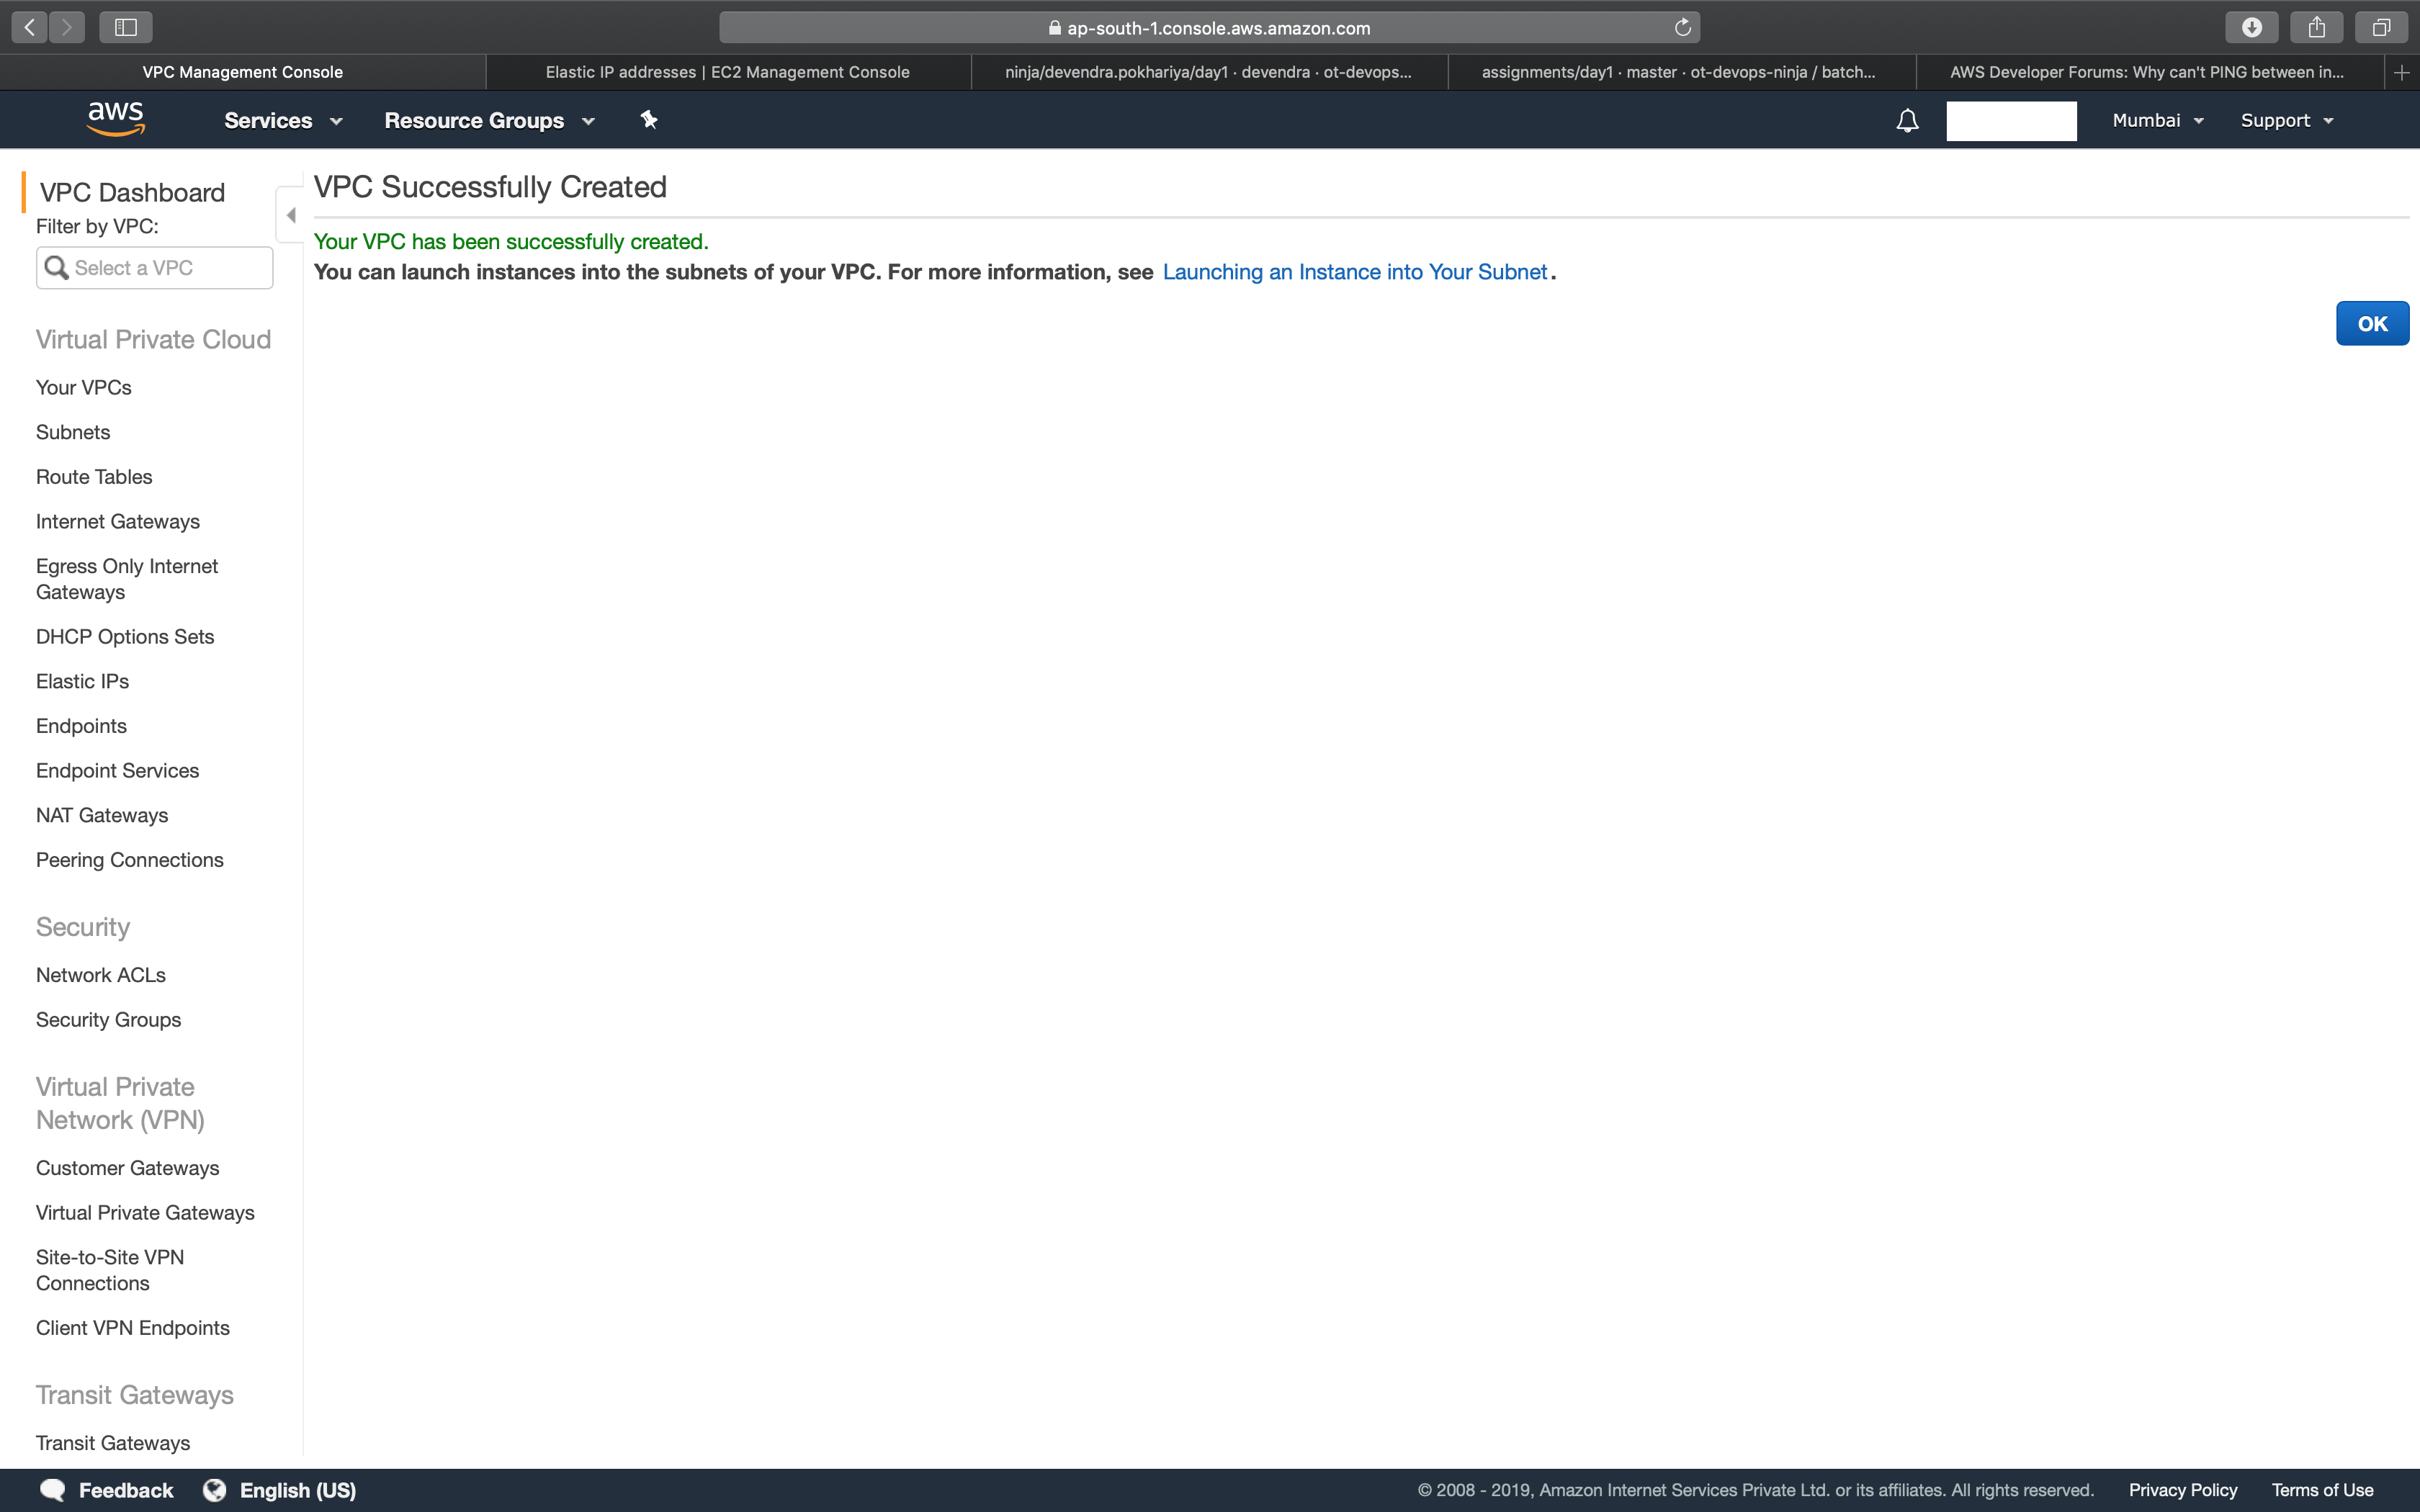 ap-south-1.console.aws.amazon.com
VPC Management Console
Elastic IP addresses | EC2 Management Console
ninja/devendra.pokhariya/day1 · devendra · ot-devops...
assignments/day1 · master · ot-devops-ninja / batch...
AWS Developer Forums: Why can't PING between in...
aws
Services
Resource Groups
Mumbai
Support
VPC Dashboard
Filter by VPC:
Select a VPC
Virtual Private Cloud
Your VPCs
Subnets
Route Tables
Internet Gateways
Egress Only Internet
Gateways
DHCP Options Sets
Elastic IPs
Endpoints
Endpoint Services
NAT Gateways
Peering Connections
Security
Network ACLs
Security Groups
Virtual Private
Network (VPN)
Customer Gateways
Virtual Private Gateways
Site-to-Site VPN
Connections
Client VPN Endpoints
Transit Gateways
Transit Gateways
VPC Successfully Created
Your VPC has been successfully created.
You can launch instances into the subnets of your VPC. For more information, see Launching an Instance into Your Subnet.
OK
Feedback
English (US)
© 2008 - 2019, Amazon Internet Services Private Ltd. or its affiliates. All rights reserved.
Privacy Policy
Terms of Use